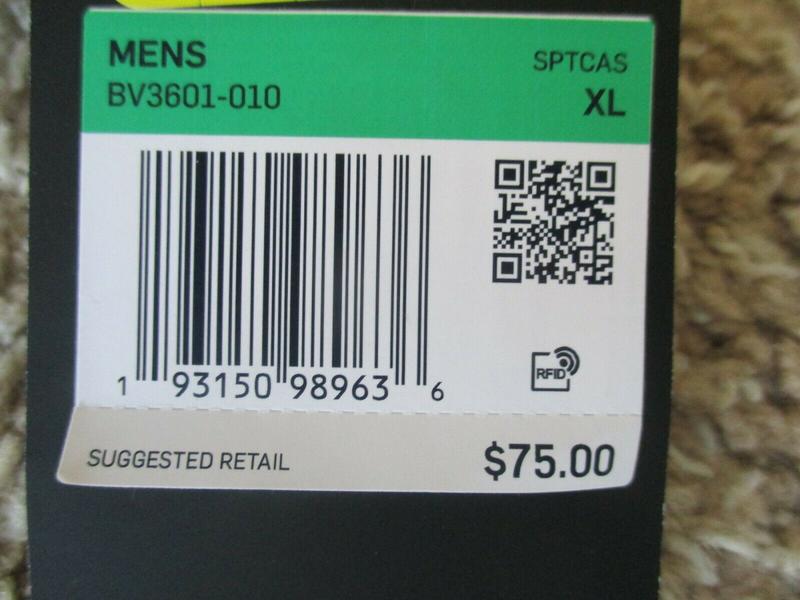 MENS
SPTCAS
BV3601-010
XL
RFID
1 93150 98963 6
SUGGESTED RETAIL
$75.00